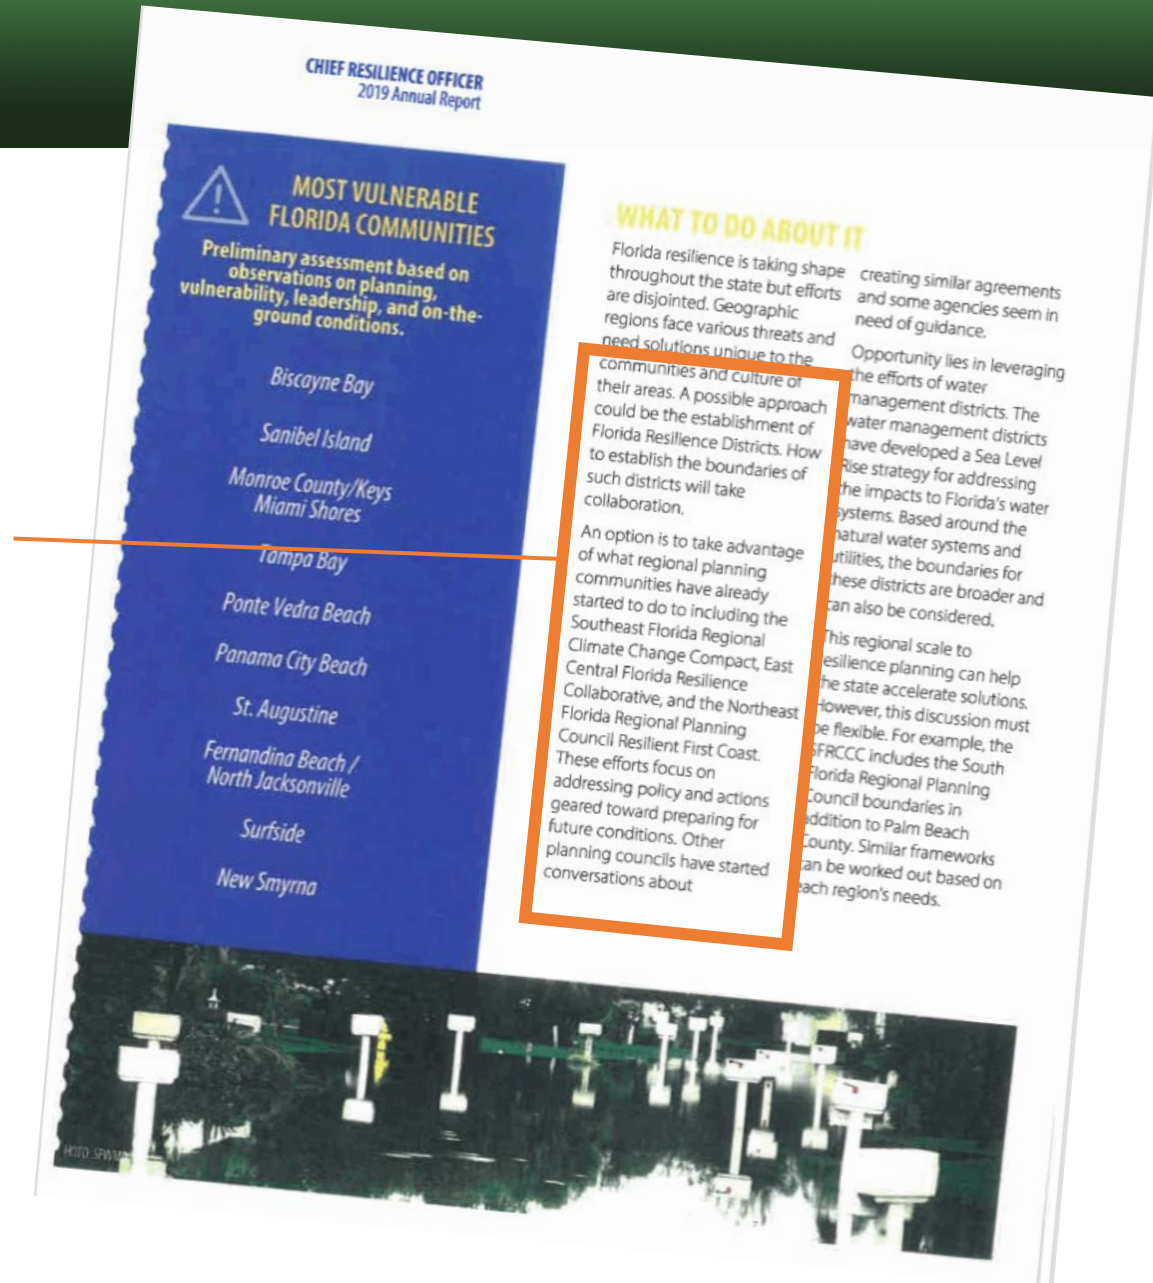 CHIEF RESILIENCE OFFICER
2019 Annual Report
MOST VULNERABLE
FLORIDA COMMUNITIES
Preliminary assessment based on
observations on planning,
vulnerability, leadership, and on-the-
ground conditions.
Biscayne Bay
Sanibel Island
Monroe County/Keys
Miami Shores
Tampa Bay
Ponte Vedra Beach
Panama City Beach
St. Augustine
Fernandina Beach /
North Jacksonville
Surfside
New Smyrna
WHAT TO DO ABOUT IT
Florida resilience is taking shape
throughout the state but efforts
are disjointed. Geographic
regions face various threats and
need solutions unique to the
communities and culture of
their areas. A possible approach
could be the establishment of
Florida Resilience Districts. How
to establish the boundaries of
such districts will take
collaboration.
An option is to take advantage
of what regional planning
communities have already
started to do to including the
Southeast Florida Regional
Climate Change Compact, East
Central Florida Resilience
Collaborative, and the Northeast
Florida Regional Planning
Council Resilient First Coast.
These efforts focus on
addressing policy and actions
geared toward preparing for
future conditions. Other
planning councils have started
conversations about
creating similar agreements
and some agencies seem in
need of guidance.
Opportunity lies in leveraging
the efforts of water
management districts. The
water management districts
have developed a Sea Level
Rise strategy for addressing
the impacts to Florida's water
systems. Based around the
natural water systems and
utilities, the boundaries for
these districts are broader and
can also be considered.
This regional scale to
resilience planning can help
the state accelerate solutions.
However, this discussion must
be flexible. For example, the
SFRCCC includes the South
Florida Regional Planning
Council boundaries in
addition to Palm Beach
County. Similar frameworks
can be worked out based on
each region's needs.